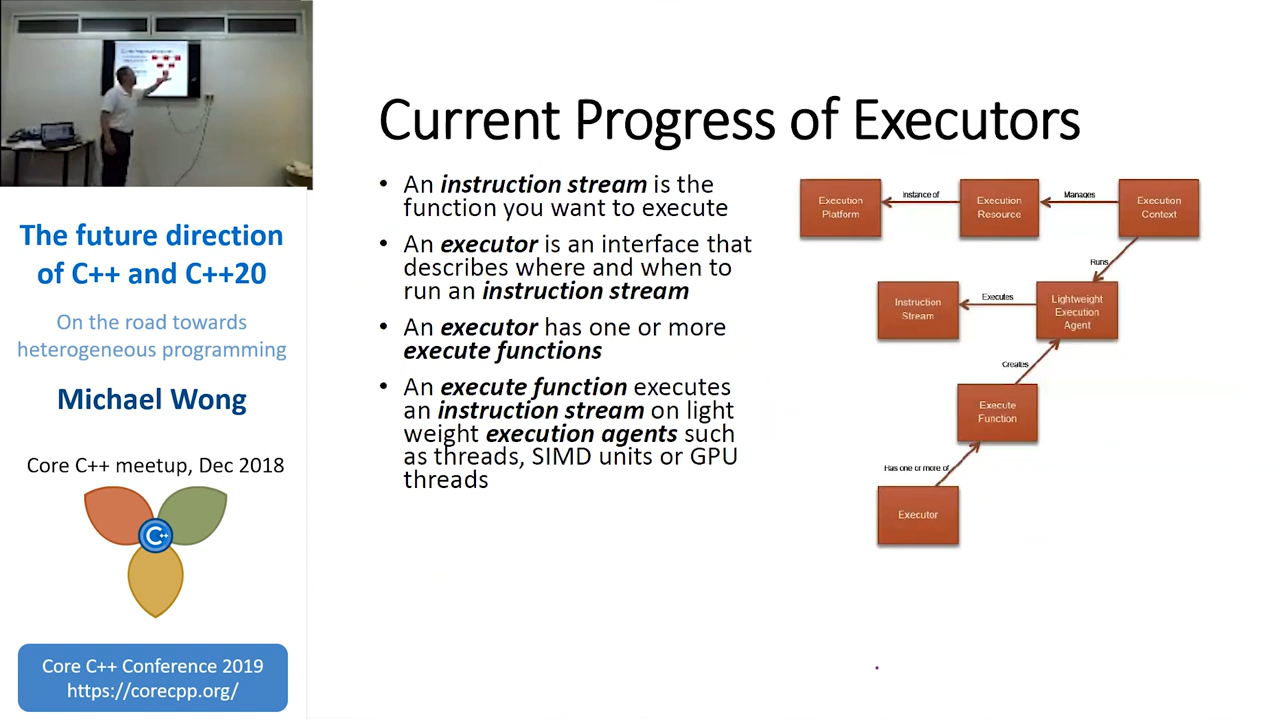 The future direction
of C++ and C++20
On the road towards
heterogeneous programming
Michael Wong
Core C++ meetup, Dec 2018
C++
Core C++ Conference 2019
https://corecpp.org/
Current Progress of Executors
• An instruction stream is the
function you want to execute
• An executor is an interface that
describes where and when to
run an instruction stream
• An executor has one or more
execute functions
• An execute function executes
an instruction stream on light
weight execution agents such
as threads, SIMD units or GPU
threads
Execution
Platform
Instance of
Execution
Resource
Manages
Execution
Context
Runs
Instruction
Stream
Executes
Lightweight
Execution
Agent
Creates
Execute
Function
Has one or more of
Executor